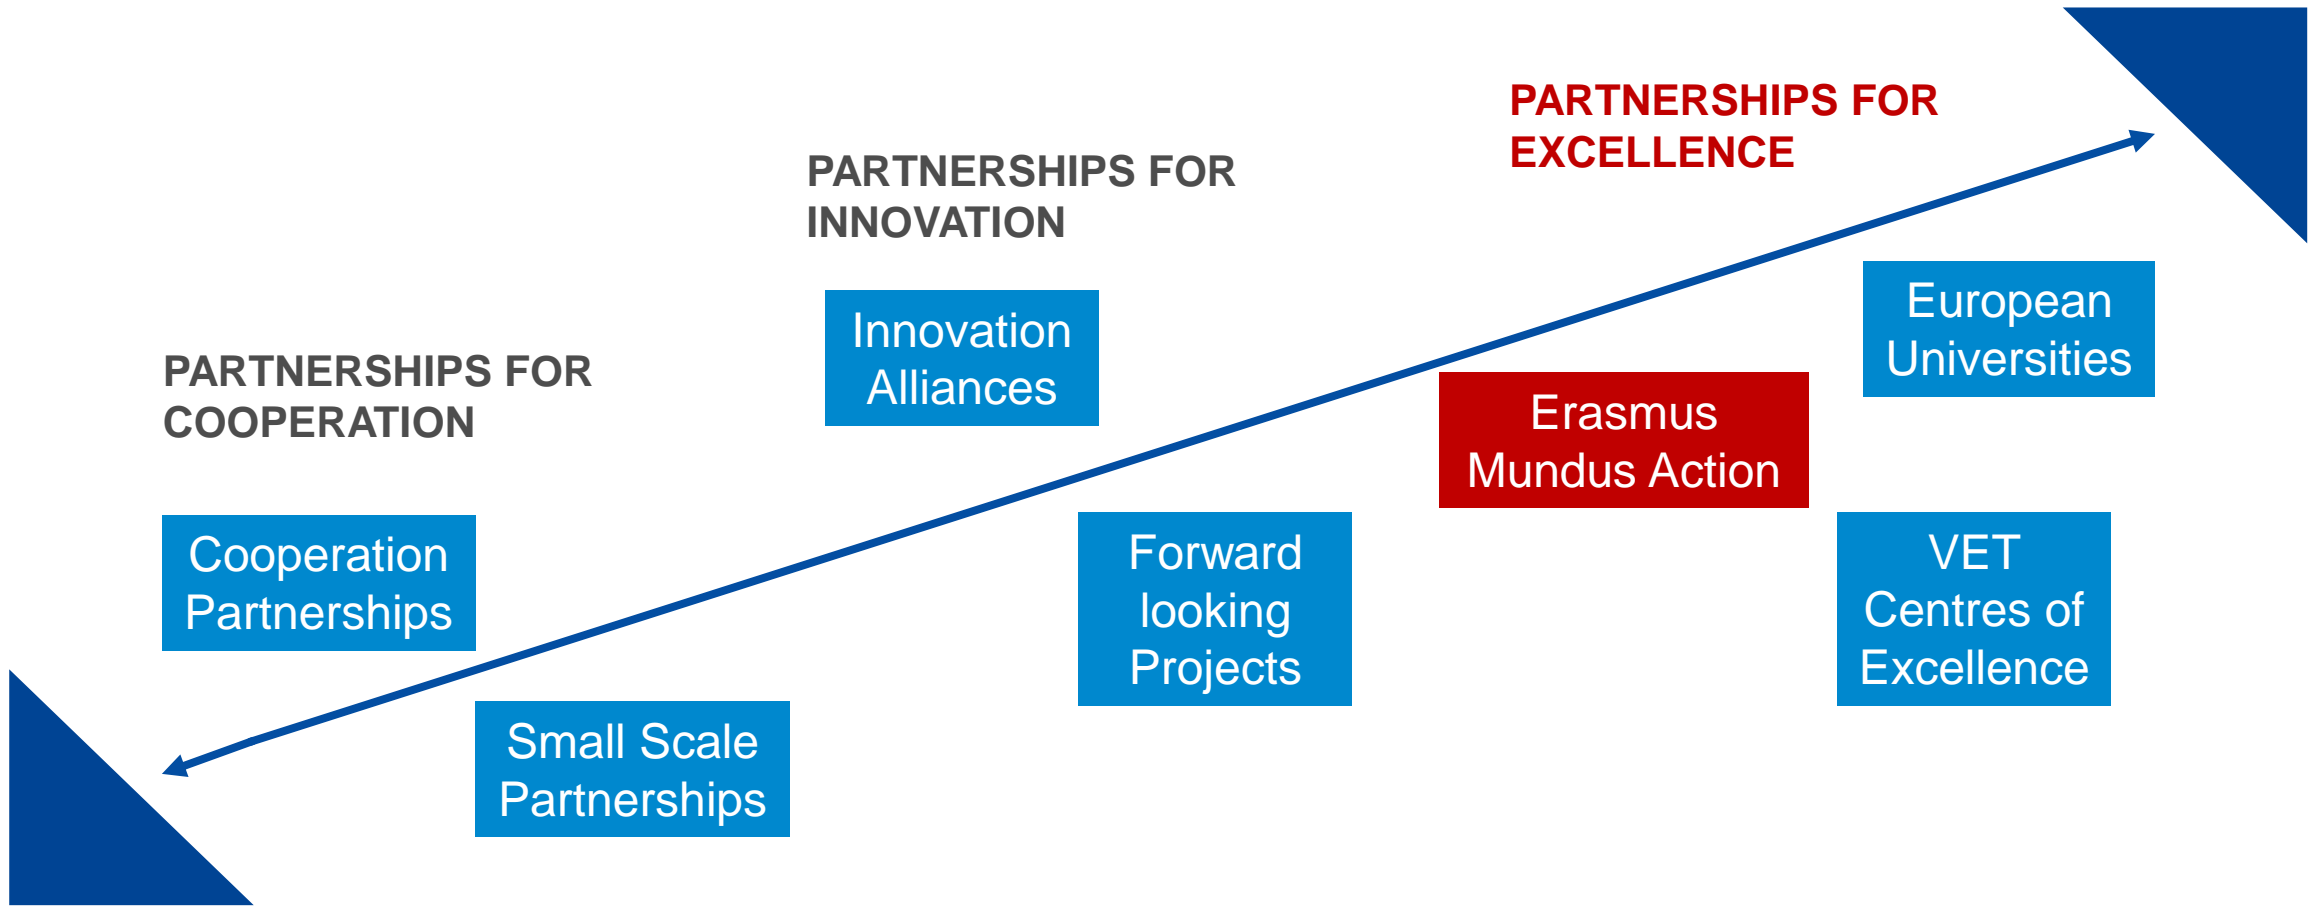 PARTNERSHIPS FOR
COOPERATION
Cooperation
Partnerships
Small Scale
Partnerships
PARTNERSHIPS FOR
INNOVATION
Innovation
Alliances
Forward
looking
Projects
PARTNERSHIPS FOR
EXCELLENCE
Erasmus
Mundus Action
European
Universities
VET
Centres of
Excellence